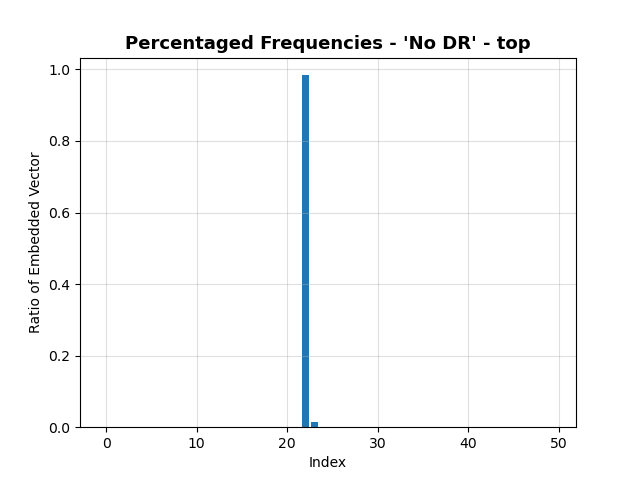 Percentaged Frequencies - 'No DR' - top
1.0
0.8
0.6
0.4
0.2
0.0
Ratio of Embedded Vector
0 10 20 30 40 50
Index